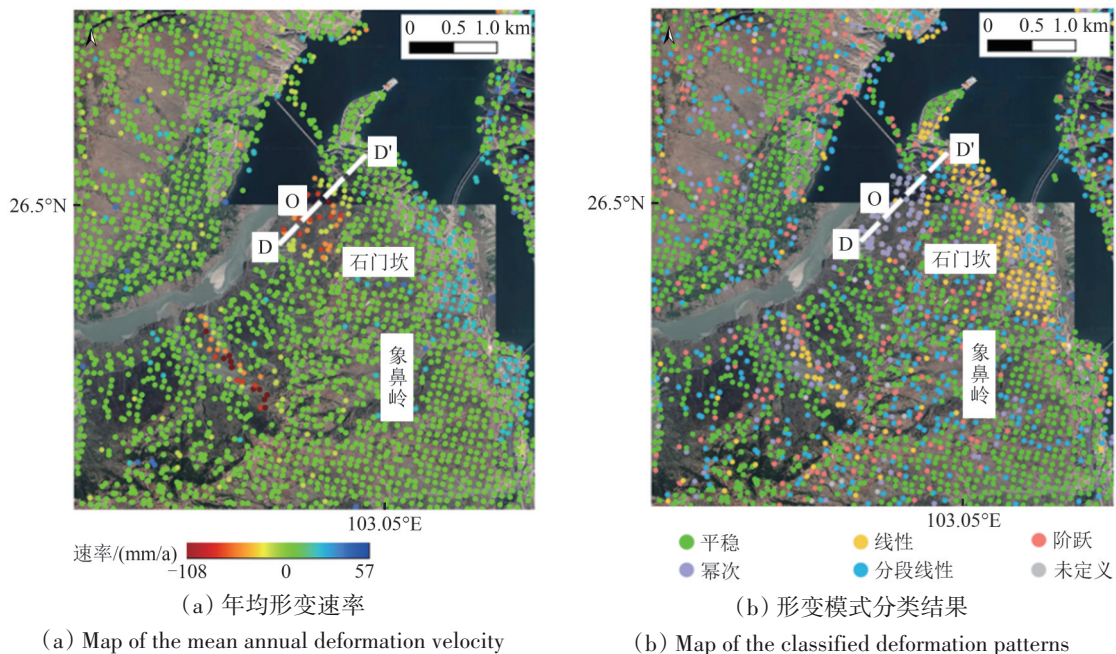 0 0.5 1.0 km
D'
O
26.5°N
D
石门坎
象鼻岭
103.05°E
速率/(mm/a)
−108 0 57
(a) 年均形变速率
(a) Map of the mean annual deformation velocity
0 0.5 1.0 km
D'
O
26.5°N
D
石门坎
象鼻岭
103.05°E
平稳 线性 阶跃
幂次 分段线性 未定义
(b) 形变模式分类结果
(b) Map of the classified deformation patterns